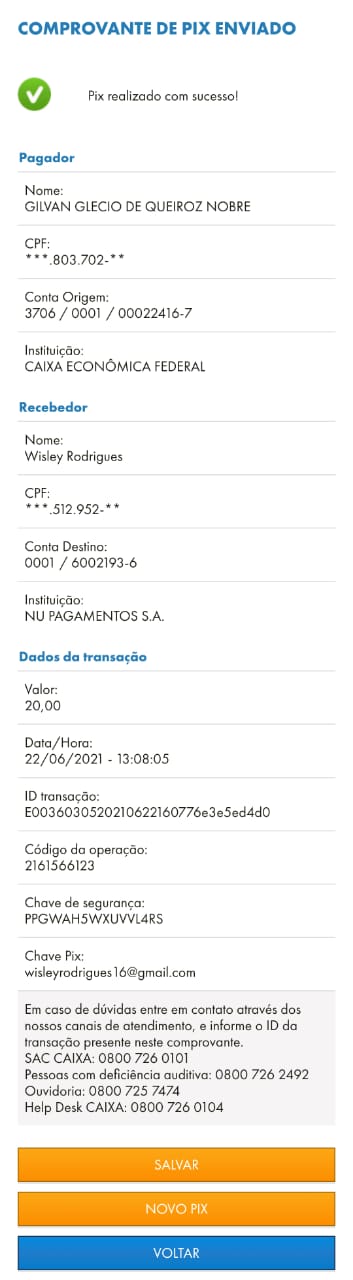 COMPROVANTE DE PIX ENVIADO
Pix realizado com sucesso!
Pagador
Nome:
GILVAN GLECIO DE QUEIROZ NOBRE
CPF:
***.803.702-**
Conta Origem:
3706 / 0001 / 00022416-7
Instituição:
CAIXA ECONÔMICA FEDERAL
Recebedor
Nome:
Wisley Rodrigues
CPF:
***.512.952-**
Conta Destino:
0001 / 6002193-6
Instituição:
NU PAGAMENTOS S.A.
Dados da transação
Valor:
20,00
Data/Hora:
22/06/2021 - 13:08:05
ID transação:
E0036030520210622160776e3e5ed4d0
Código da operação:
2161566123
Chave de segurança:
PPGWAH5WXUVVL4RS
Chave Pix:
wisleyrodrigues16@gmail.com
Em caso de dúvidas entre em contato através dos
nossos canais de atendimento, e informe o ID da
transação presente neste comprovante.
SAC CAIXA: 0800 726 0101
Pessoas com deficiência auditiva: 0800 726 2492
Ouvidoria: 0800 725 7474
Help Desk CAIXA: 0800 726 0104
SALVAR
NOVO PIX
VOLTAR